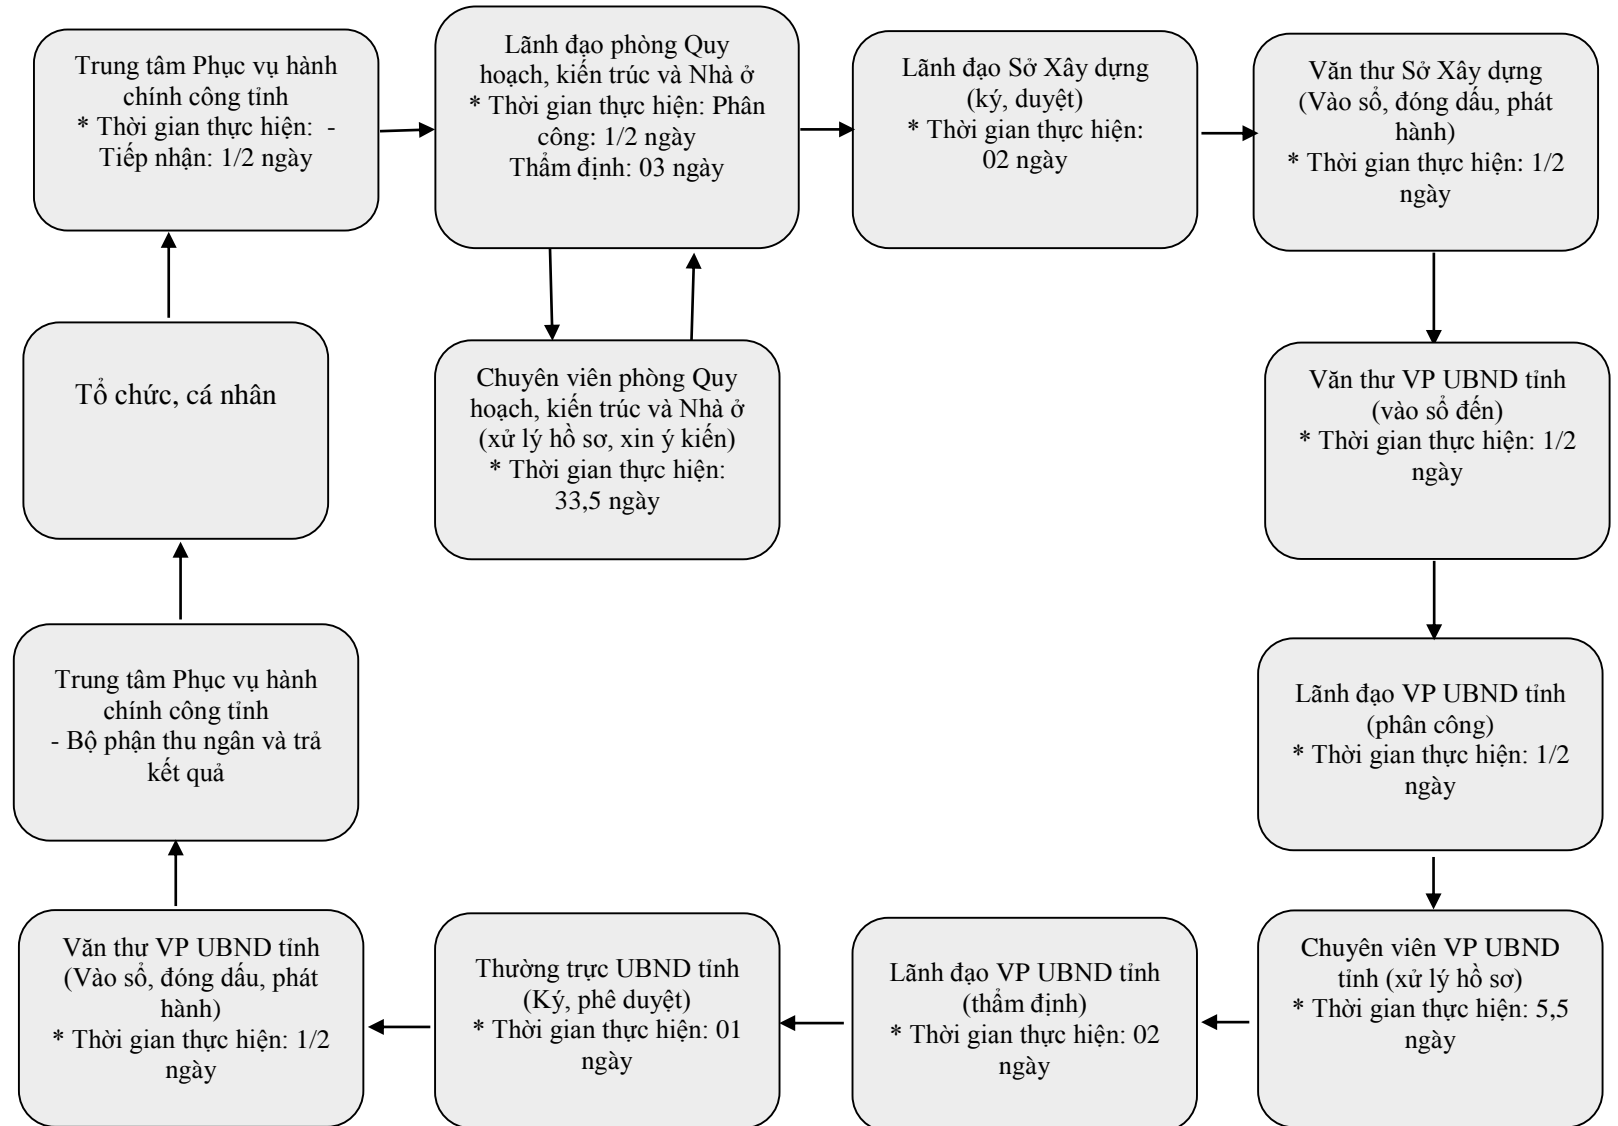 Trung tâm Phục vụ hành
chính công tỉnh
* Thời gian thực hiện:  -
Tiếp nhận: 1/2 ngày
Lãnh đạo phòng Quy
hoạch, kiến trúc và Nhà ở
* Thời gian thực hiện: Phân
công: 1/2 ngày
Thẩm định: 03 ngày
Lãnh đạo Sở Xây dựng
(ký, duyệt)
* Thời gian thực hiện:
02 ngày
Văn thư Sở Xây dựng
(Vào sổ, đóng dấu, phát
hành)
* Thời gian thực hiện: 1/2
ngày
Tổ chức, cá nhân
Chuyên viên phòng Quy
hoạch, kiến trúc và Nhà ở
(xử lý hồ sơ, xin ý kiến)
* Thời gian thực hiện:
33,5 ngày
Văn thư VP UBND tỉnh
(vào sổ đến)
* Thời gian thực hiện: 1/2
ngày
Trung tâm Phục vụ hành
chính công tỉnh
- Bộ phận thu ngân và trả
kết quả
Lãnh đạo VP UBND tỉnh
(phân công)
* Thời gian thực hiện: 1/2
ngày
Văn thư VP UBND tỉnh
(Vào sổ, đóng dấu, phát
hành)
* Thời gian thực hiện: 1/2
ngày
Thường trực UBND tỉnh
(Ký, phê duyệt)
* Thời gian thực hiện: 01
ngày
Lãnh đạo VP UBND tỉnh
(thẩm định)
* Thời gian thực hiện: 02
ngày
Chuyên viên VP UBND
tỉnh (xử lý hồ sơ)
* Thời gian thực hiện: 5,5
ngày